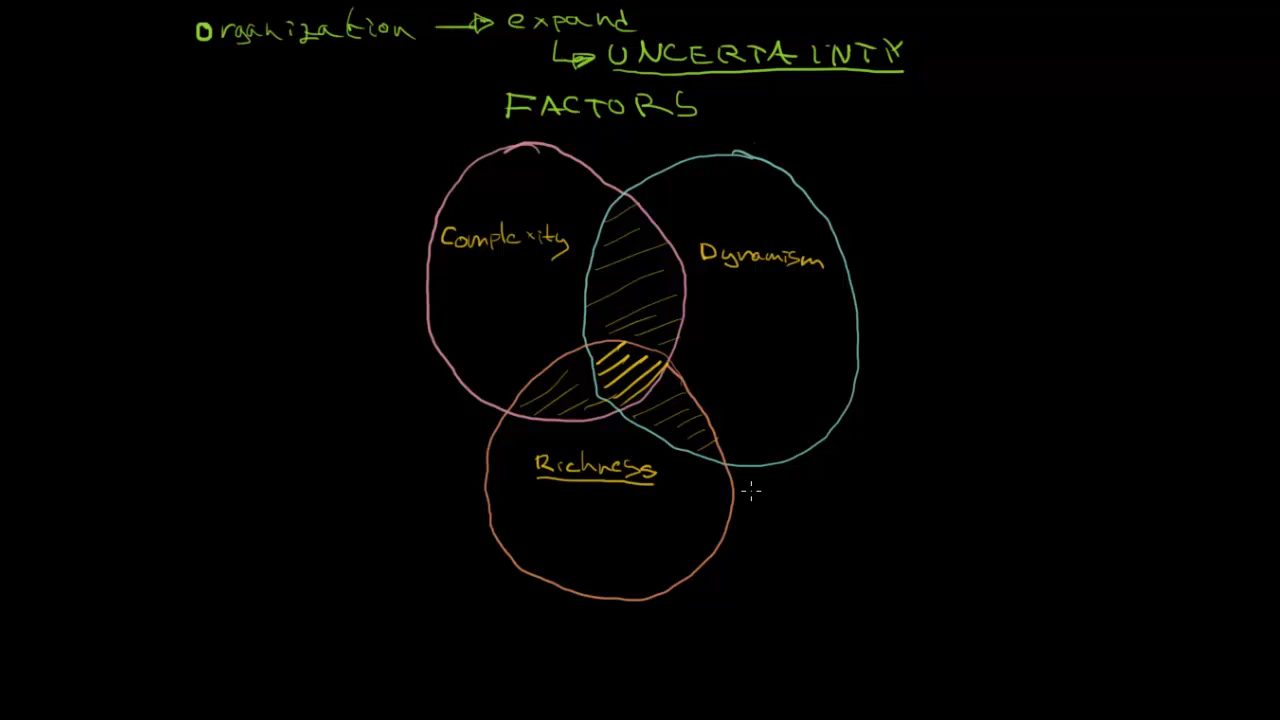 Organization → expand
↳ UNCERTAINTY
FACTORS
Complexity
Dynamism
Richness